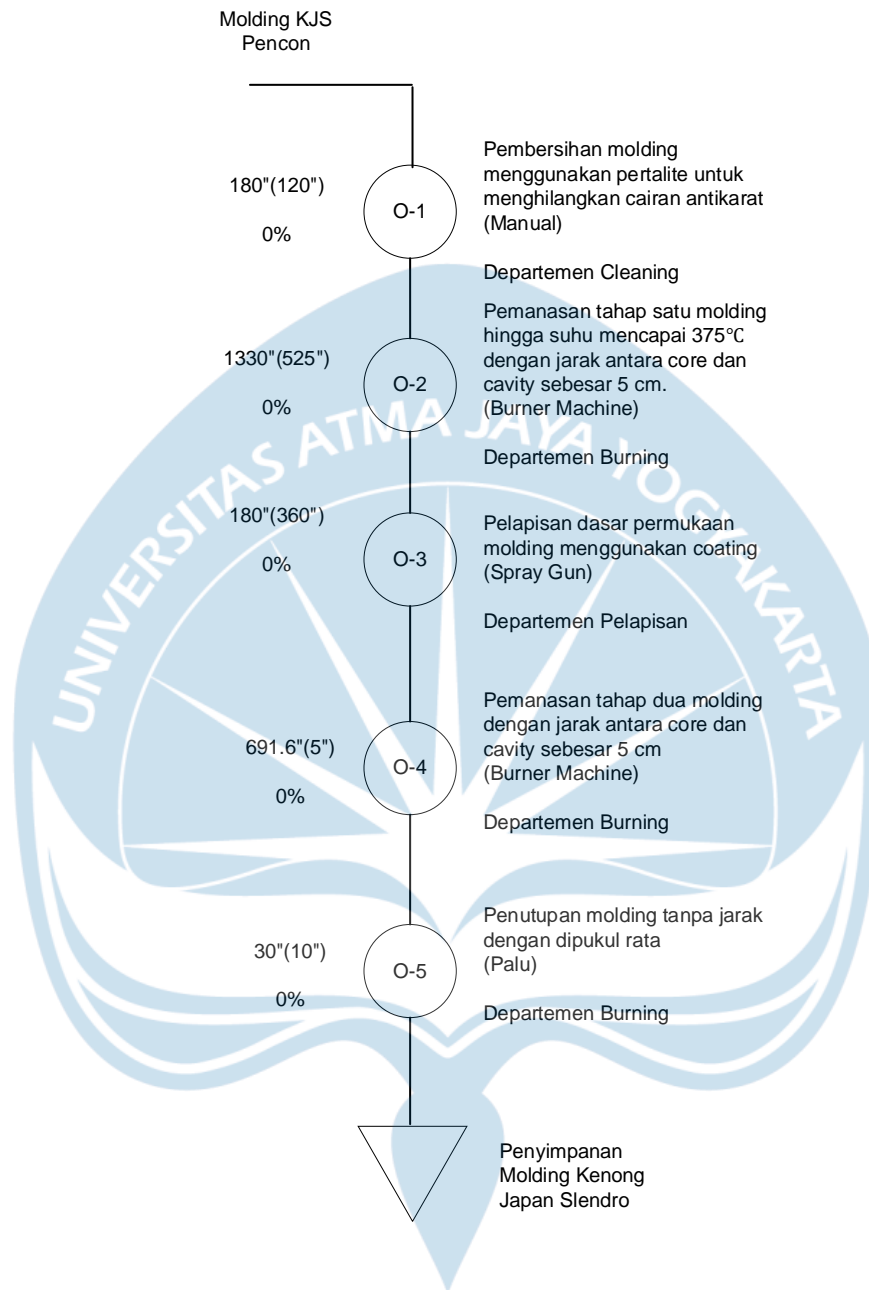 Molding KJS
Pencon
180"(120")
0%
O-1
Pembersihan molding
menggunakan pertalite untuk
menghilangkan cairan antikarat
(Manual)
Departemen Cleaning
1330"(525")
0%
O-2
Pemanasan tahap satu molding
hingga suhu mencapai 375℃
dengan jarak antara core dan
cavity sebesar 5 cm.
(Burner Machine)
Departemen Burning
180"(360")
0%
O-3
Pelapisan dasar permukaan
molding menggunakan coating
(Spray Gun)
Departemen Pelapisan
691.6"(5")
0%
O-4
Pemanasan tahap dua molding
dengan jarak antara core dan
cavity sebesar 5 cm
(Burner Machine)
Departemen Burning
30"(10")
0%
O-5
Penutupan molding tanpa jarak
dengan dipukul rata
(Palu)
Departemen Burning
Penyimpanan
Molding Kenong
Japan Slendro
UNIVERSITAS ATMA JAYA YOGYAKARTA